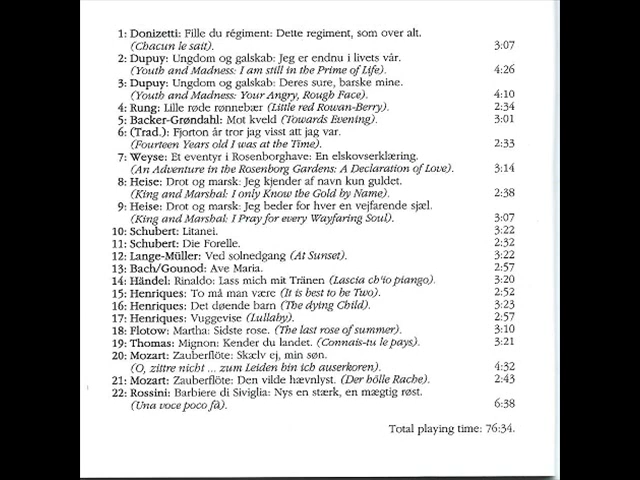 1: Donizetti: Fille du régiment: Dette regiment, som over alt.
(Chacun le sait). 3:07
2: Dupuy: Ungdom og galskab: Jeg er endnu i livets vår.
(Youth and Madness: I am still in the Prime of Life). 4:26
3: Dupuy: Ungdom og galskab: Deres sure, barske mine.
(Youth and Madness: Your Angry, Rough Face). 4:10
4: Rung: Lille røde rønnebær (Little red Rowan-Berry). 2:34
5: Backer-Grøndahl: Mot kveld (Towards Evening). 3:01
6: (Trad.): Fjorton år tror jag visst att jag var.
(Fourteen Years old I was at the Time). 2:33
7: Weyse: Et eventyr i Rosenborghave: En elskovserklæring.
(An Adventure in the Rosenborg Gardens: A Declaration of Love). 3:14
8: Heise: Drot og marsk: Jeg kjender af navn kun guldet.
(King and Marshal: I only Know the Gold by Name). 2:38
9: Heise: Drot og marsk: Jeg beder for hver en vejfarende sjæl.
(King and Marshal: I Pray for every Wayfaring Soul). 3:07
10: Schubert: Litanei. 3:22
11: Schubert: Die Forelle. 2:32
12: Lange-Müller: Ved solnedgang (At Sunset). 3:22
13: Bach/Gounod: Ave Maria. 2:57
14: Händel: Rinaldo: Lass mich mit Tränen (Lascia ch'io piango). 3:20
15: Henriques: To må man være (It is best to be Two). 2:52
16: Henriques: Det døende barn (The dying Child). 3:23
17: Henriques: Vuggevise (Lullaby). 2:57
18: Flotow: Martha: Sidste rose. (The last rose of summer). 3:10
19: Thomas: Mignon: Kender du landet. (Connais-tu le pays). 3:21
20: Mozart: Zauberflöte: Skælv ej, min søn.
(O, zittre nicht ... zum Leiden bin ich auserkoren). 4:32
21: Mozart: Zauberflöte: Den vilde hævnlyst. (Der hölle Rache). 2:43
22: Rossini: Barbiere di Siviglia: Nys en stærk, en mægtig røst.
(Una voce poco fà). 6:38
Total playing time: 76:34.